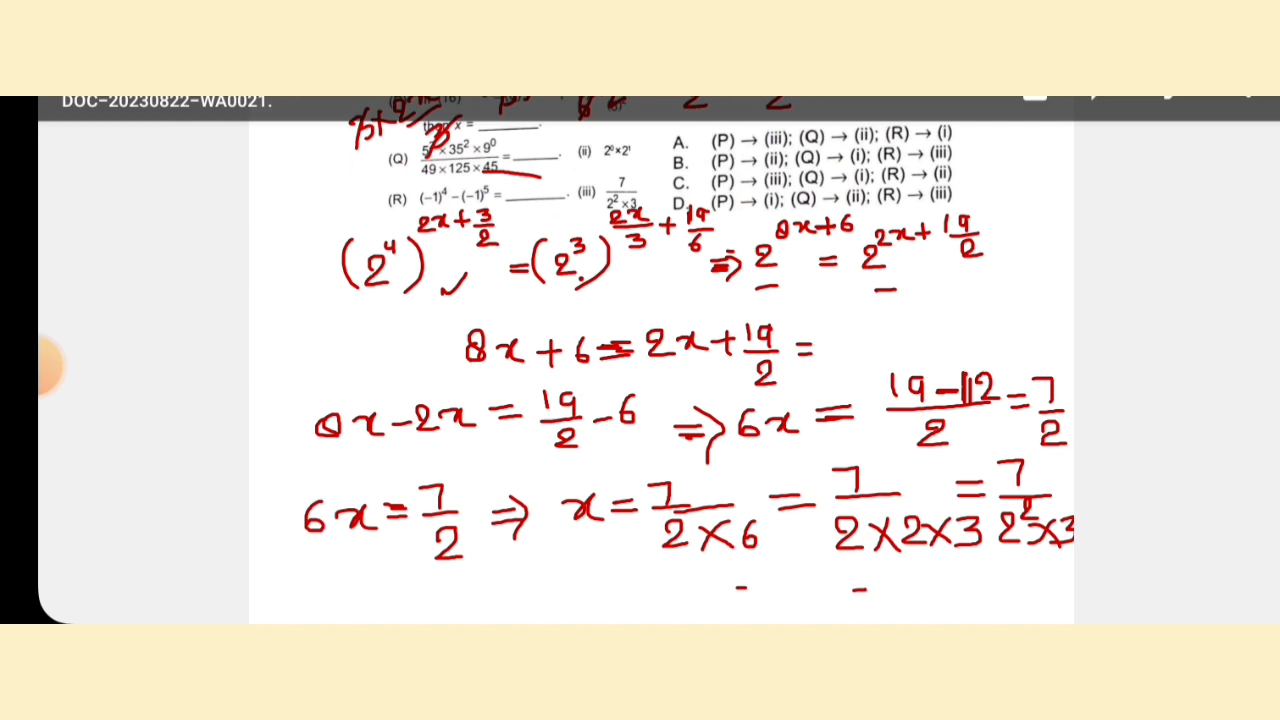 DOC-20230822-WA0021.
then x = ______.
(Q) 5² × 35² × 9⁰ / 49 × 125 × 45 = _____. (ii) 2⁰×2¹
(R) (−1)⁴ − (−1)⁵ = ________. (iii) 7 / 2² × 3
A. (P) → (iii); (Q) → (ii); (R) → (i)
B. (P) → (ii); (Q) → (i); (R) → (iii)
C. (P) → (iii); (Q) → (i); (R) → (ii)
D. (P) → (i); (Q) → (ii); (R) → (iii)
(2⁴)^(2x + 3/2) = (2³)^(2x/3 + 19/6) ⇒ 2^(8x+6) = 2^(2x + 19/2)
8x + 6 = 2x + 19/2 =
8x − 2x = 19/2 − 6 ⇒ 6x = 19 − 12 / 2 = 7/2
6x = 7/2 ⇒ x = 7 / 2 × 6 = 7 / 2×2×3 = 7 / 2² × 3